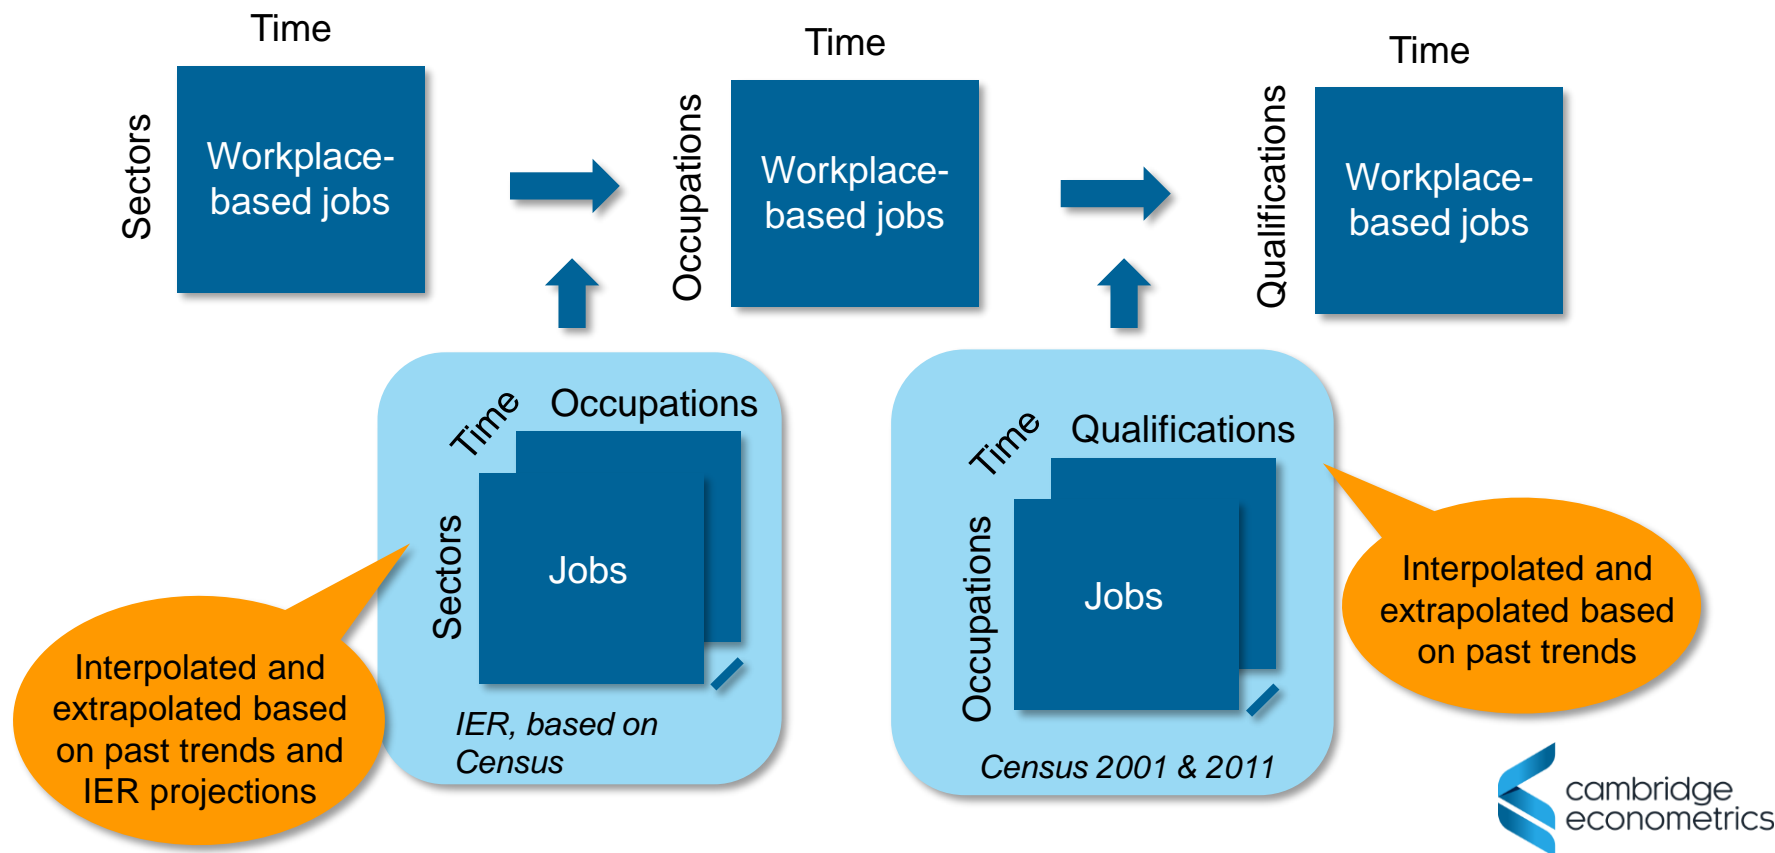 Time
Sectors
Workplace-
based jobs
Time
Occupations
Workplace-
based jobs
Time
Qualifications
Workplace-
based jobs
Time
Occupations
Sectors
Jobs
IER, based on
Census
Interpolated and
extrapolated based
on past trends and
IER projections
Time
Qualifications
Occupations
Jobs
Census 2001 & 2011
Interpolated and
extrapolated based
on past trends
cambridge
econometrics